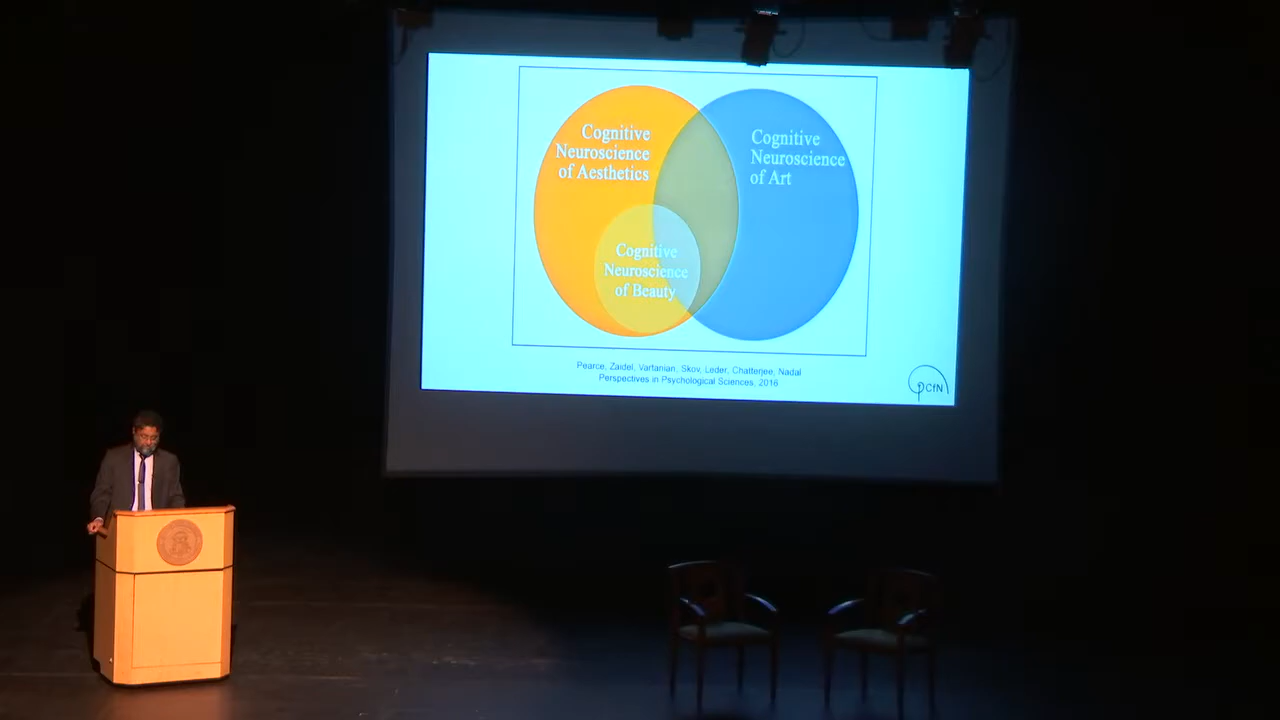 Cognitive
Neuroscience
of Aesthetics
Cognitive
Neuroscience
of Art
Cognitive
Neuroscience
of Beauty
Pearce, Zaidel, Vartanian, Skov, Leder, Chatterjee, Nadal
Perspectives in Psychological Sciences, 2016
CfN